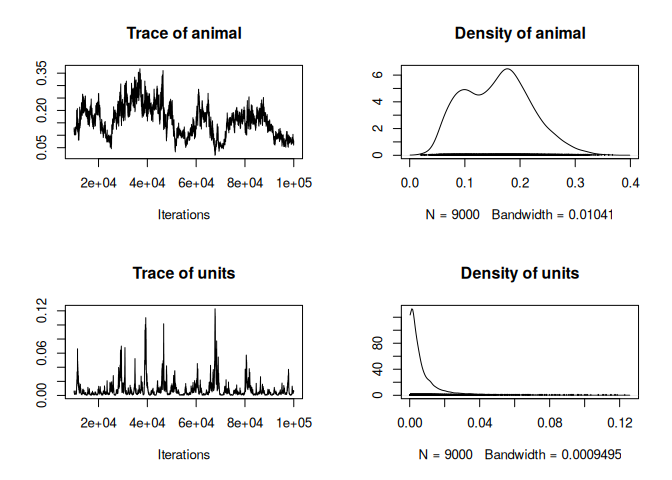 Trace of animal
0.35
0.20
0.05
2e+04 4e+04 6e+04 8e+04 1e+05
Iterations
Density of animal
6
4
2
0
0.0 0.1 0.2 0.3 0.4
N = 9000 Bandwidth = 0.01041
Trace of units
0.12
0.06
0.00
2e+04 4e+04 6e+04 8e+04 1e+05
Iterations
Density of units
80
40
0
0.00 0.04 0.08 0.12
N = 9000 Bandwidth = 0.0009495